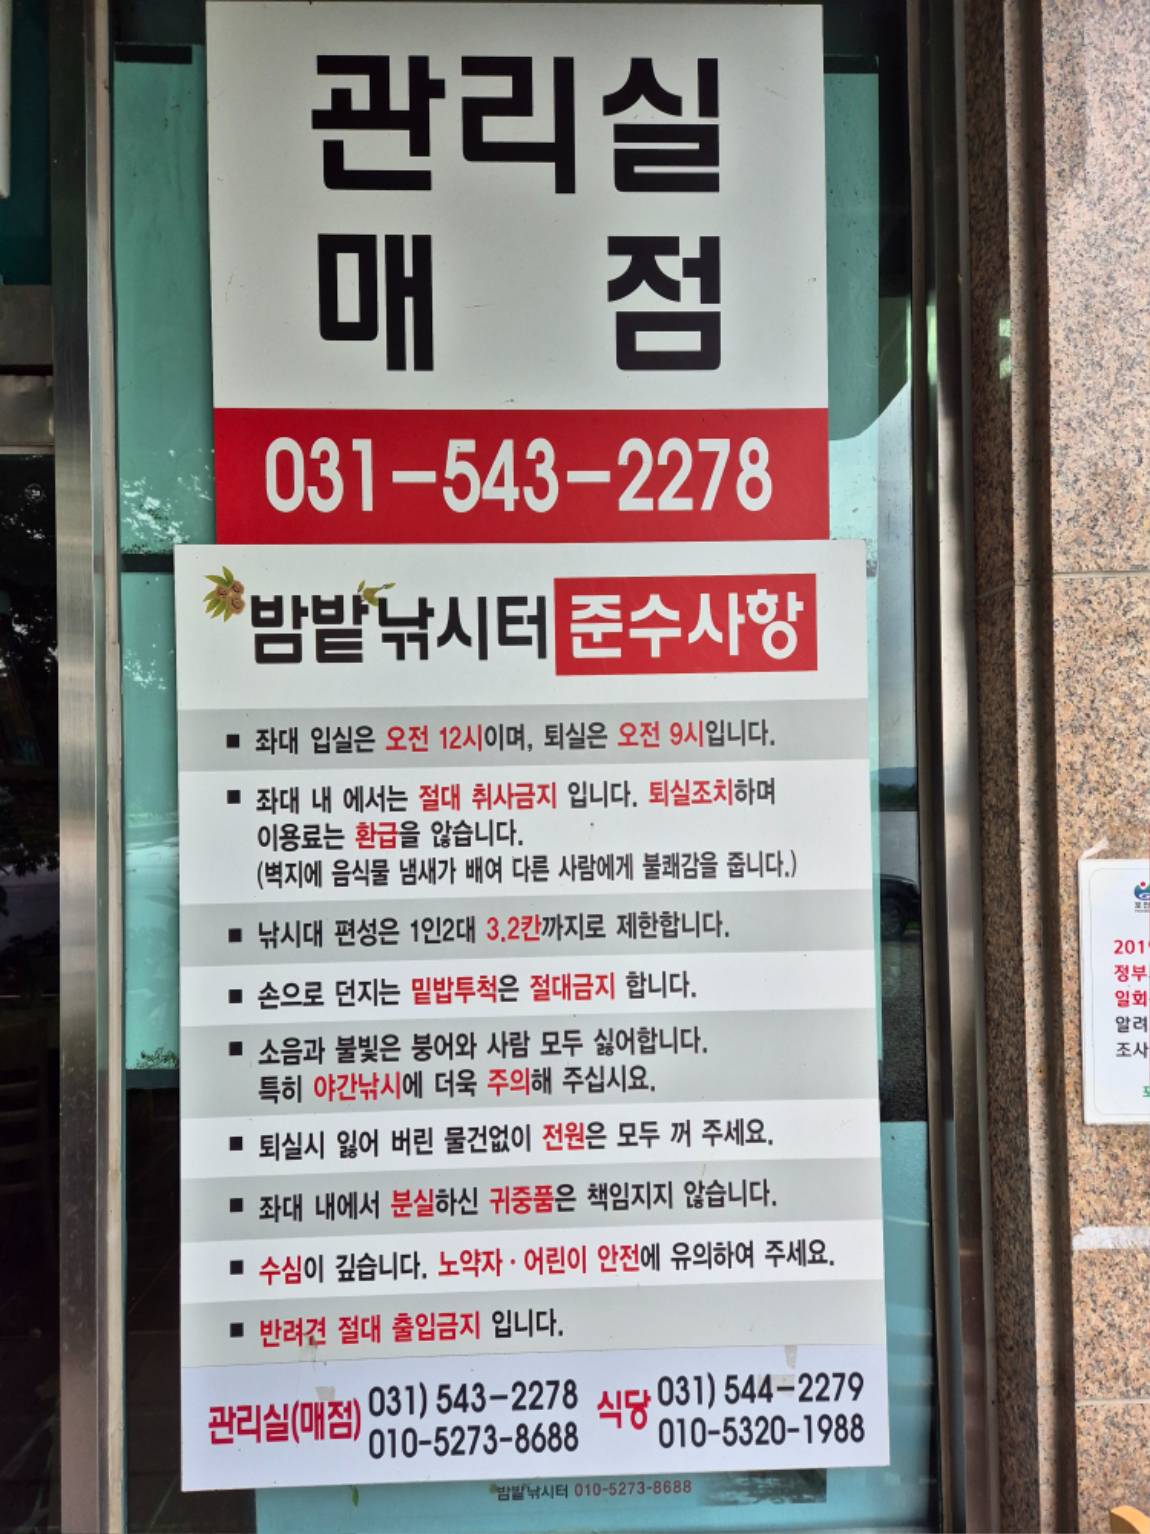 관리실
매 점
031-543-2278
밤밭낚시터 준수사항
■ 좌대 입실은 오전 12시이며, 퇴실은 오전 9시입니다.
■ 좌대 내 에서는 절대 취사금지 입니다. 퇴실조치하며
이용료는 환급을 않습니다.
(벽지에 음식물 냄새가 배여 다른 사람에게 불쾌감을 줍니다.)
■ 낚시대 편성은 1인2대 3.2칸까지로 제한합니다.
■ 손으로 던지는 밑밥투척은 절대금지 합니다.
■ 소음과 불빛은 붕어와 사람 모두 싫어합니다.
특히 야간낚시에 더욱 주의해 주십시요.
■ 퇴실시 잃어 버린 물건없이 전원은 모두 꺼 주세요.
■ 좌대 내에서 분실하신 귀중품은 책임지지 않습니다.
■ 수심이 깊습니다. 노약자·어린이 안전에 유의하여 주세요.
■ 반려견 절대 출입금지 입니다.
관리실(매점) 031) 543-2278 식당 031) 544-2279
010-5273-8688 010-5320-1988
밤밭낚시터 010-5273-8688
201
정부
일회
알려
조사